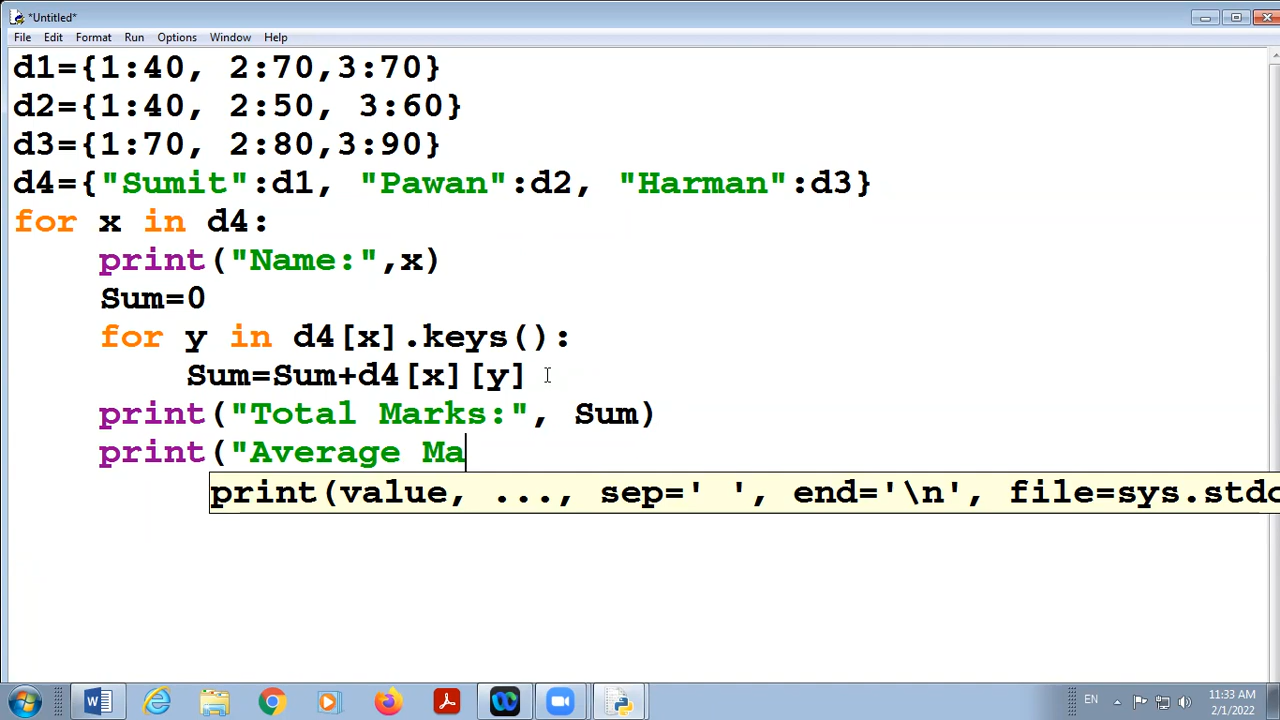 *Untitled*
File Edit Format Run Options Window Help
d1={1:40, 2:70,3:70}
d2={1:40, 2:50, 3:60}
d3={1:70, 2:80,3:90}
d4={"Sumit":d1, "Pawan":d2, "Harman":d3}
for x in d4:
    print("Name:",x)
    Sum=0
    for y in d4[x].keys():
        Sum=Sum+d4[x][y]
    print("Total Marks:", Sum)
    print("Average Ma
print(value, ..., sep=' ', end='\n', file=sys.stdo
EN
11:33 AM
2/1/2022